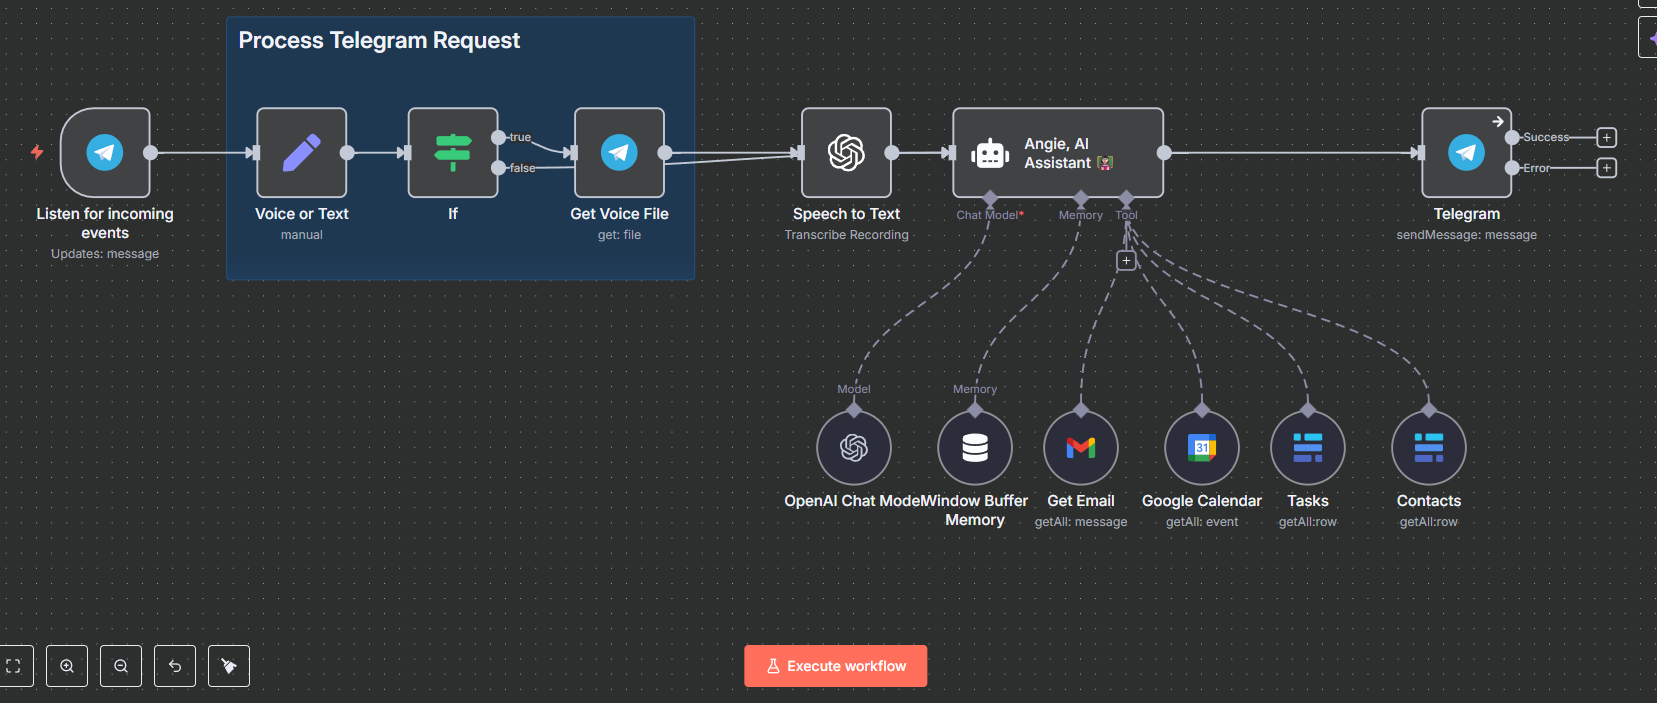 Process Telegram Request
true
false
Success
Error
Angie, AI
Assistant 👩🏻‍🏫
Listen for incoming
events
Updates: message
Voice or Text
manual
If
Get Voice File
get: file
Speech to Text
Transcribe Recording
Chat Model*
Memory
Tool
Telegram
sendMessage: message
Model
Memory
31
OpenAI Chat Model
Window Buffer
Memory
Get Email
getAll: message
Google Calendar
getAll: event
Tasks
getAll:row
Contacts
getAll:row
Execute workflow